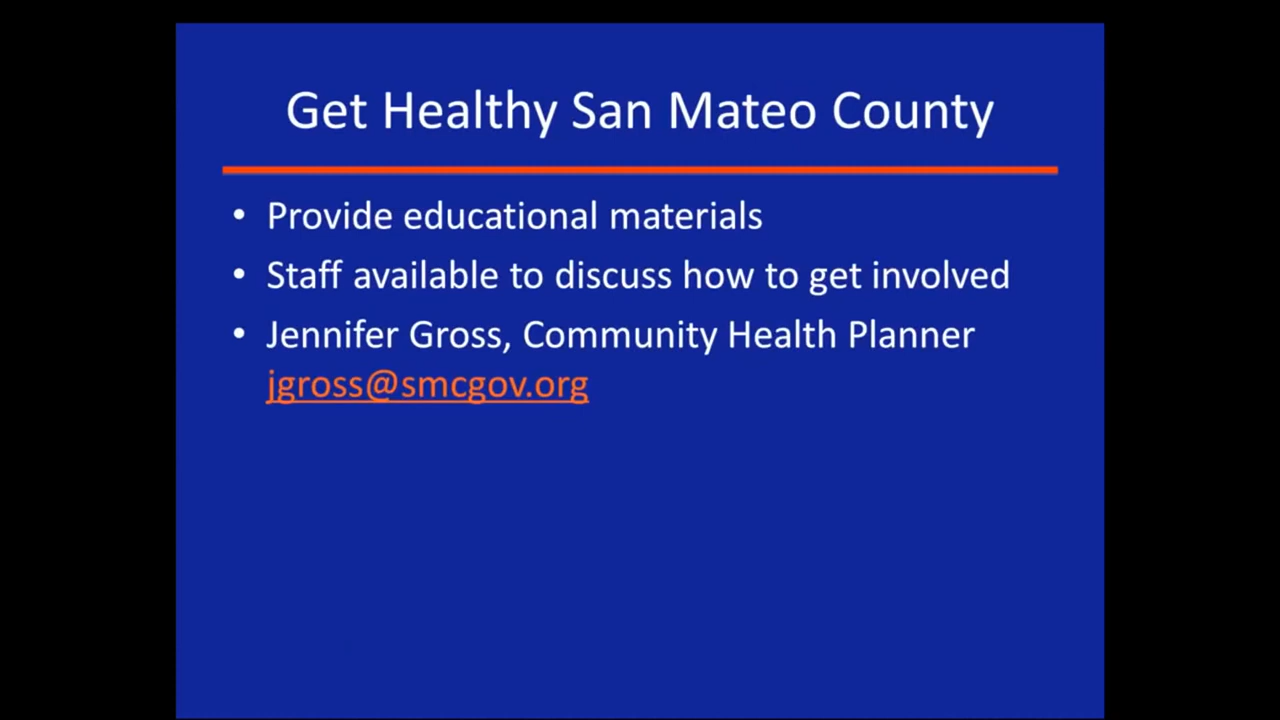 Get Healthy San Mateo County
• Provide educational materials
• Staff available to discuss how to get involved
• Jennifer Gross, Community Health Planner
jgross@smcgov.org